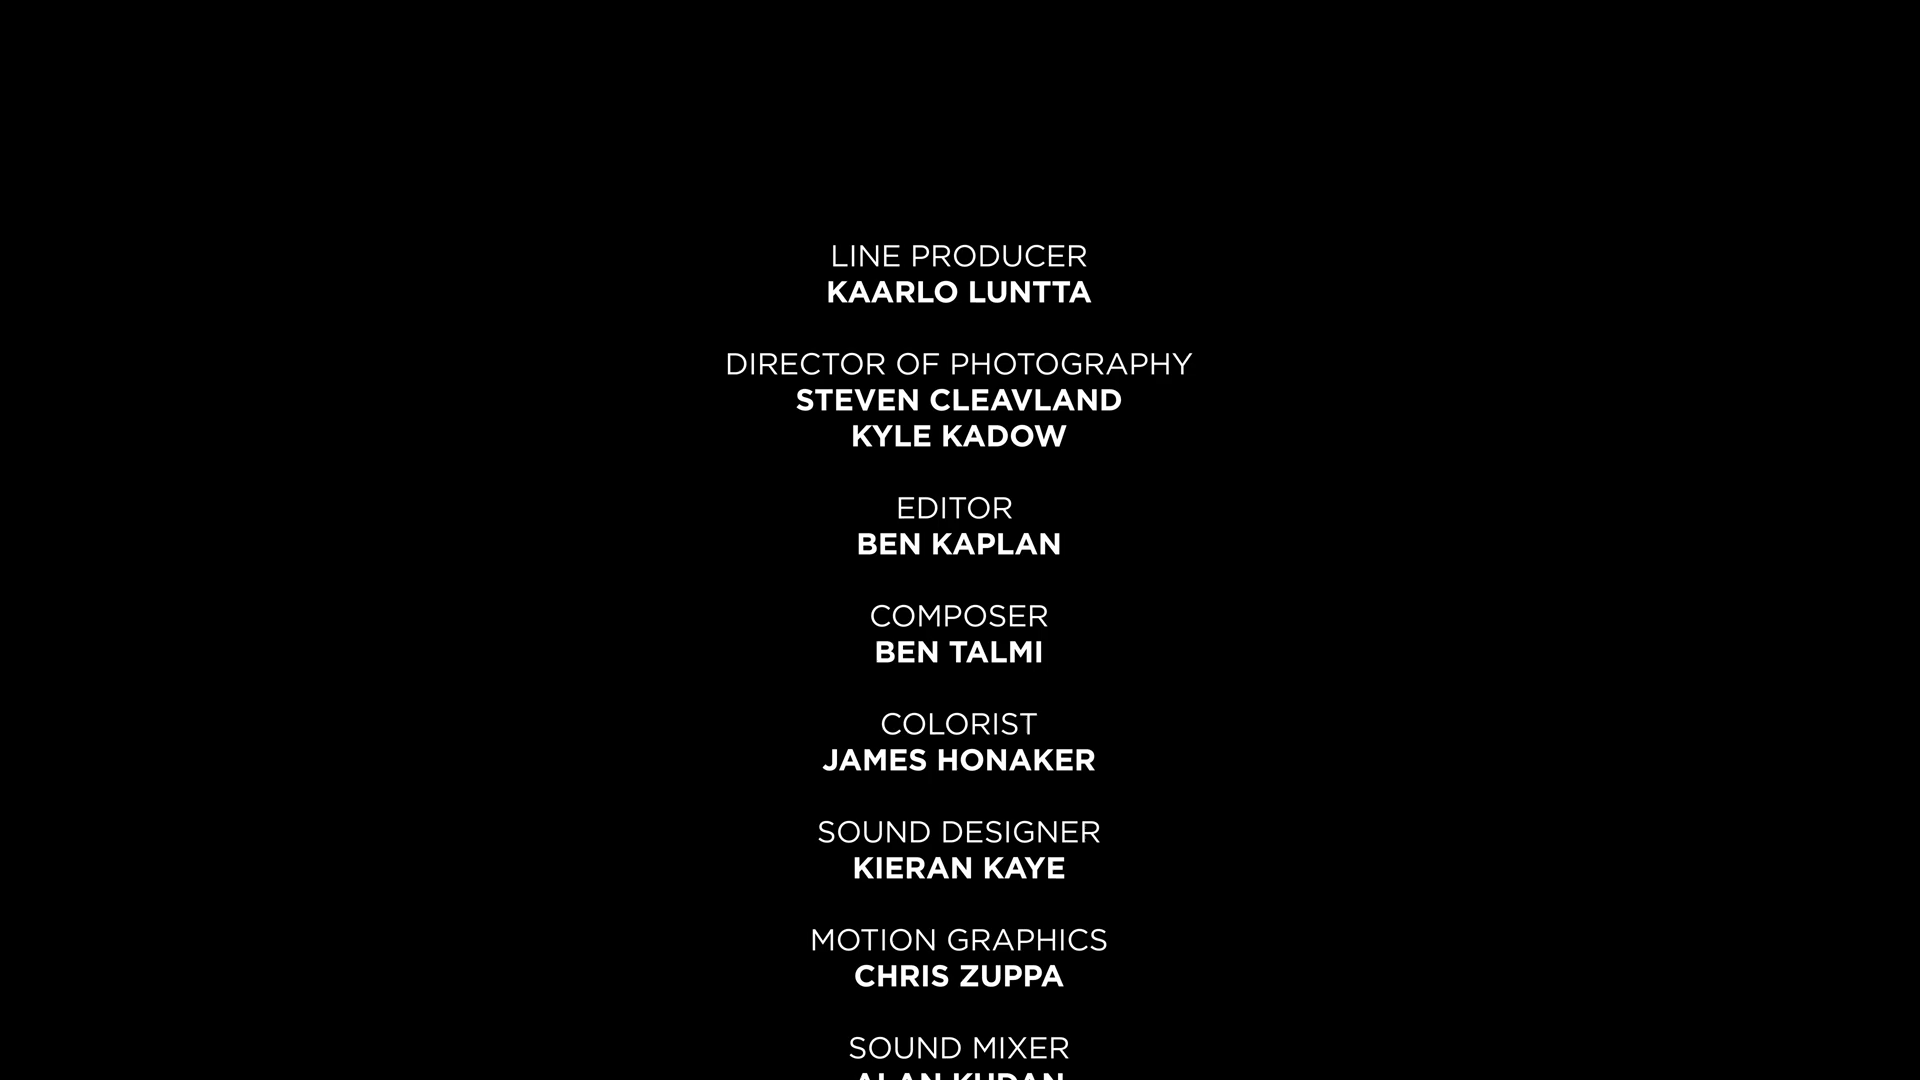 LINE PRODUCER
KAARLO LUNTTA
DIRECTOR OF PHOTOGRAPHY
STEVEN CLEAVLAND
KYLE KADOW
EDITOR
BEN KAPLAN
COMPOSER
BEN TALMI
COLORIST
JAMES HONAKER
SOUND DESIGNER
KIERAN KAYE
MOTION GRAPHICS
CHRIS ZUPPA
SOUND MIXER
ALAN